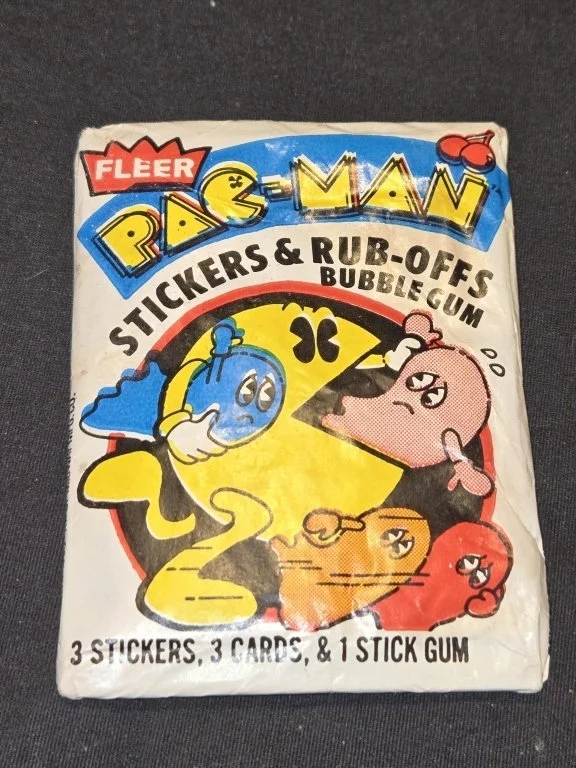 FLEER
PAC-MAN
STICKERS & RUB-OFFS
BUBBLE GUM
3 STICKERS, 3 CARDS, & 1 STICK GUM